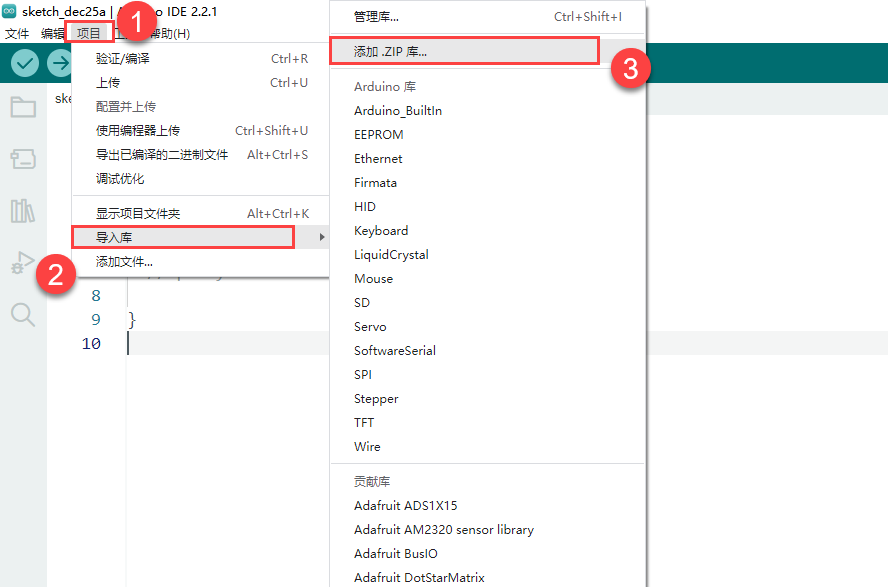 sketch_dec25a | o IDE 2.2.1
文件 编辑 项目 帮助(H)
1
ske
验证/编译 Ctrl+R
上传 Ctrl+U
配置并上传
使用编程器上传 Ctrl+Shift+U
导出已编译的二进制文件 Alt+Ctrl+S
调试优化
显示项目文件夹 Alt+Ctrl+K
导入库
添加文件...
2
8
9 }
10
管理库... Ctrl+Shift+I
添加 .ZIP 库...
3
Arduino 库
Arduino_BuiltIn
EEPROM
Ethernet
Firmata
HID
Keyboard
LiquidCrystal
Mouse
SD
Servo
SoftwareSerial
SPI
Stepper
TFT
Wire
贡献库
Adafruit ADS1X15
Adafruit AM2320 sensor library
Adafruit BusIO
Adafruit DotStarMatrix